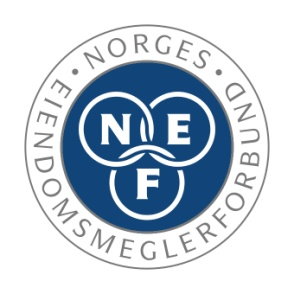 • NORGES •
EIENDOMSMEGLERFORBUND
N E
F